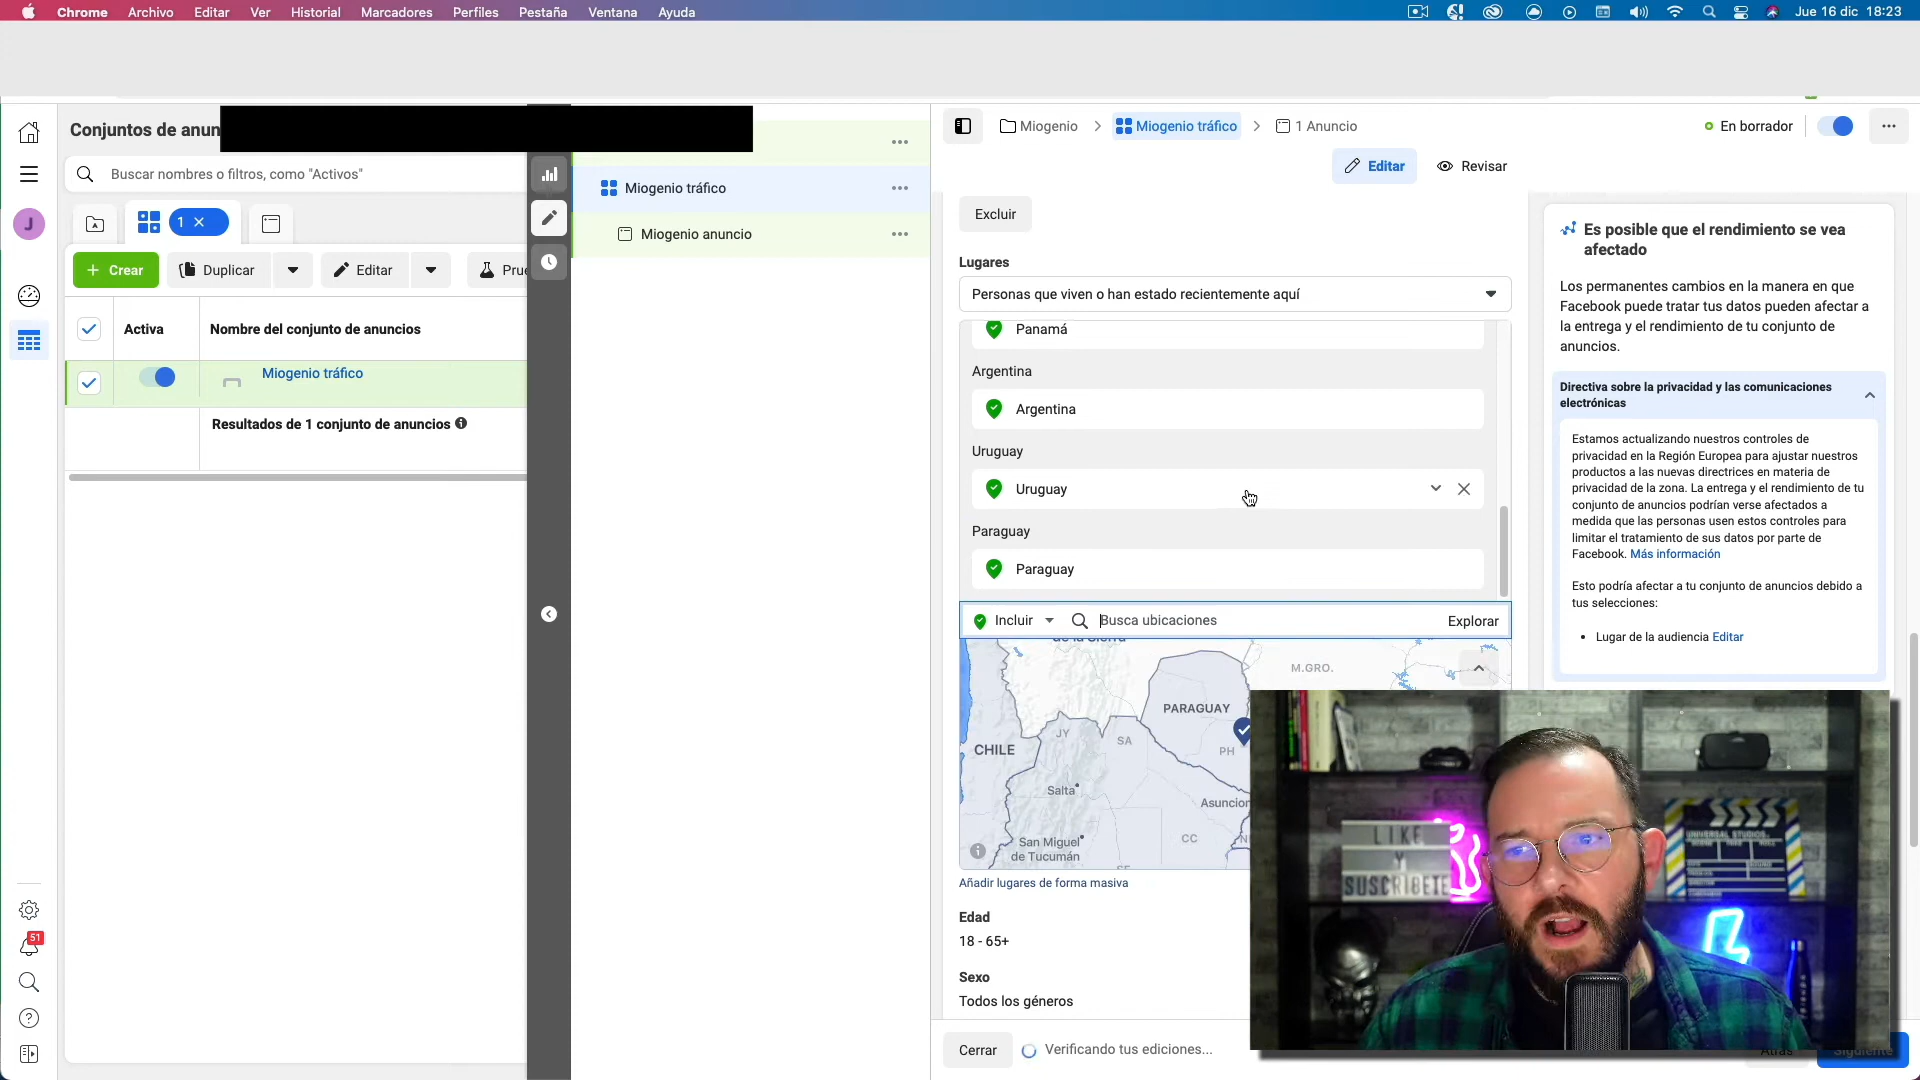 Chrome Archivo Editar Ver Historial Marcadores Perfiles Pestaña Ventana Ayuda
Jue 16 dic 18:23
Conjuntos de anun
Buscar nombres o filtros, como "Activos"
1
Crear
Duplicar
Editar
Prue
Activa
Nombre del conjunto de anuncios
Miogenio tráfico
Resultados de 1 conjunto de anuncios
J
51
Miogenio tráfico
Miogenio anuncio
Miogenio
Miogenio tráfico
1 Anuncio
En borrador
Editar
Revisar
Excluir
Lugares
Personas que viven o han estado recientemente aquí
Panamá
Argentina
Argentina
Uruguay
Uruguay
Paraguay
Paraguay
Incluir
Busca ubicaciones
Explorar
de la Sierra
M.GRO.
PARAGUAY
JY
SA
PH
CHILE
Salta
Asuncion
San Miguel
de Tucumán
CC
Añadir lugares de forma masiva
Edad
18 - 65+
Sexo
Todos los géneros
Cerrar
Verificando tus ediciones...
Atrás
Siguiente
Es posible que el rendimiento se vea
afectado
Los permanentes cambios en la manera en que
Facebook puede tratar tus datos pueden afectar a
la entrega y el rendimiento de tu conjunto de
anuncios.
Directiva sobre la privacidad y las comunicaciones
electrónicas
Estamos actualizando nuestros controles de
privacidad en la Región Europea para ajustar nuestros
productos a las nuevas directrices en materia de
privacidad de la zona. La entrega y el rendimiento de tu
conjunto de anuncios podrían verse afectados a
medida que las personas usen estos controles para
limitar el tratamiento de sus datos por parte de
Facebook. Más información
Esto podría afectar a tu conjunto de anuncios debido a
tus selecciones:
Lugar de la audiencia Editar
LIKE
Y
SUSCRIBETE
UNIVERSAL STUDIOS